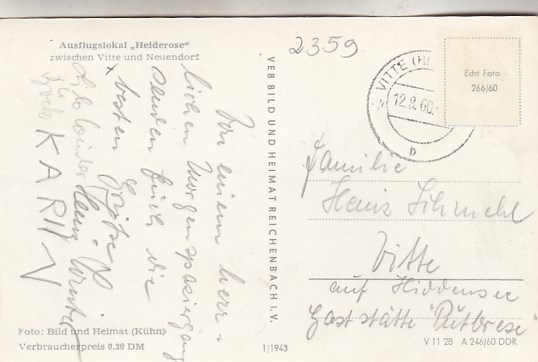 Ausflugslokal „Heiderose"
zwischen Vitte und Neuendorf
2359
VITTE (HI
12.8.60.
b
Echt Foto
266/60
Von einem herr-
lichen Morgenspaziergang
senden Euch die
besten Grüße
KARIN
VEB BILD UND HEIMAT REICHENBACH I. V.
Familie
Heinz Schmehl
Vitte
auf Hiddensee
Gaststätte
Foto: Bild und Heimat (Kühn)
Verbraucherpreis 0,20 DM
1/1943
V 11 28 A 246/60 DDR